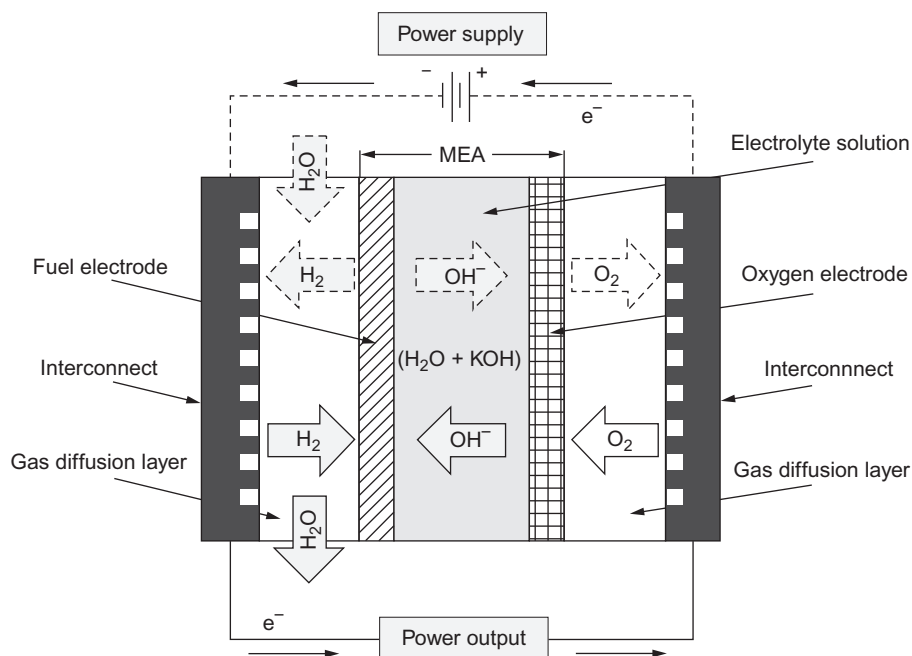 Power supply
− +
e−
MEA
Electrolyte solution
H2O
Fuel electrode
H2
OH−
O2
Oxygen electrode
(H2O + KOH)
Interconnect
Interconnnect
H2
OH−
O2
Gas diffusion layer
Gas diffusion layer
H2O
e−
Power output